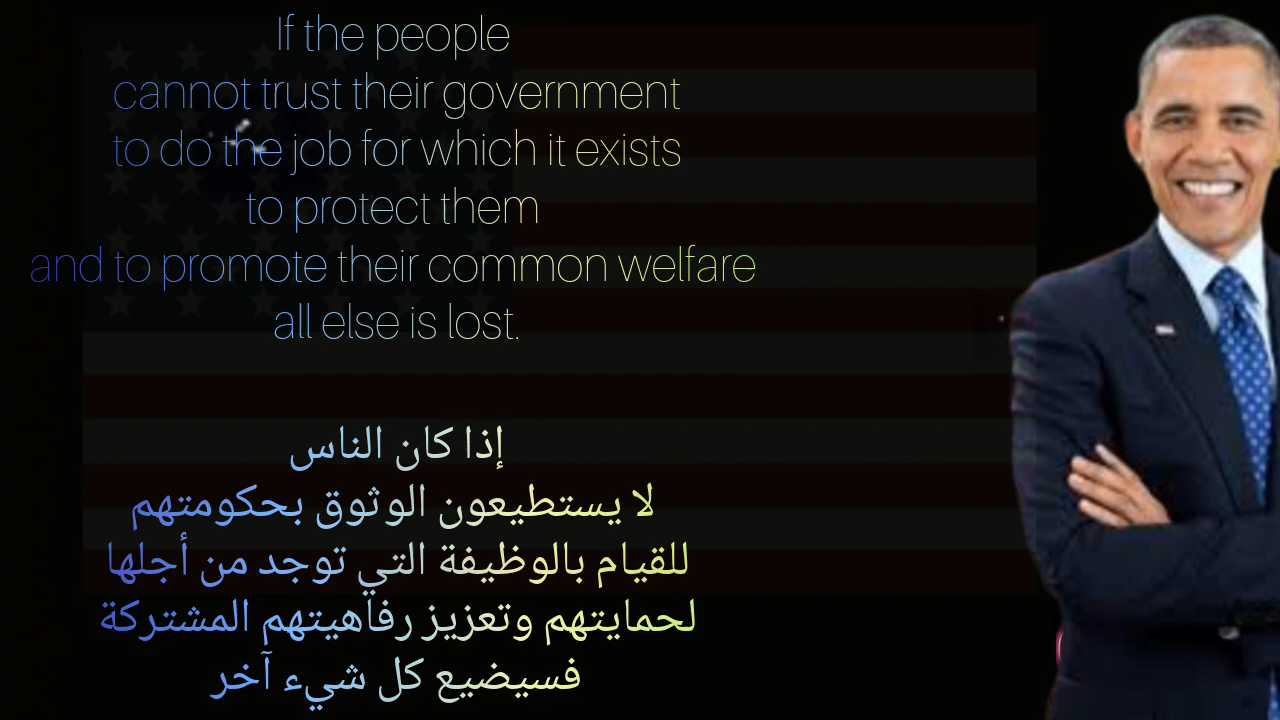 If the people
cannot trust their government
to do the job for which it exists
to protect them
and to promote their common welfare
all else is lost.
إذا كان الناس
لا يستطيعون الوثوق بحكومتهم
للقيام بالوظيفة التي توجد من أجلها
لحمايتهم وتعزيز رفاهيتهم المشتركة
فسيضيع كل شيء آخر